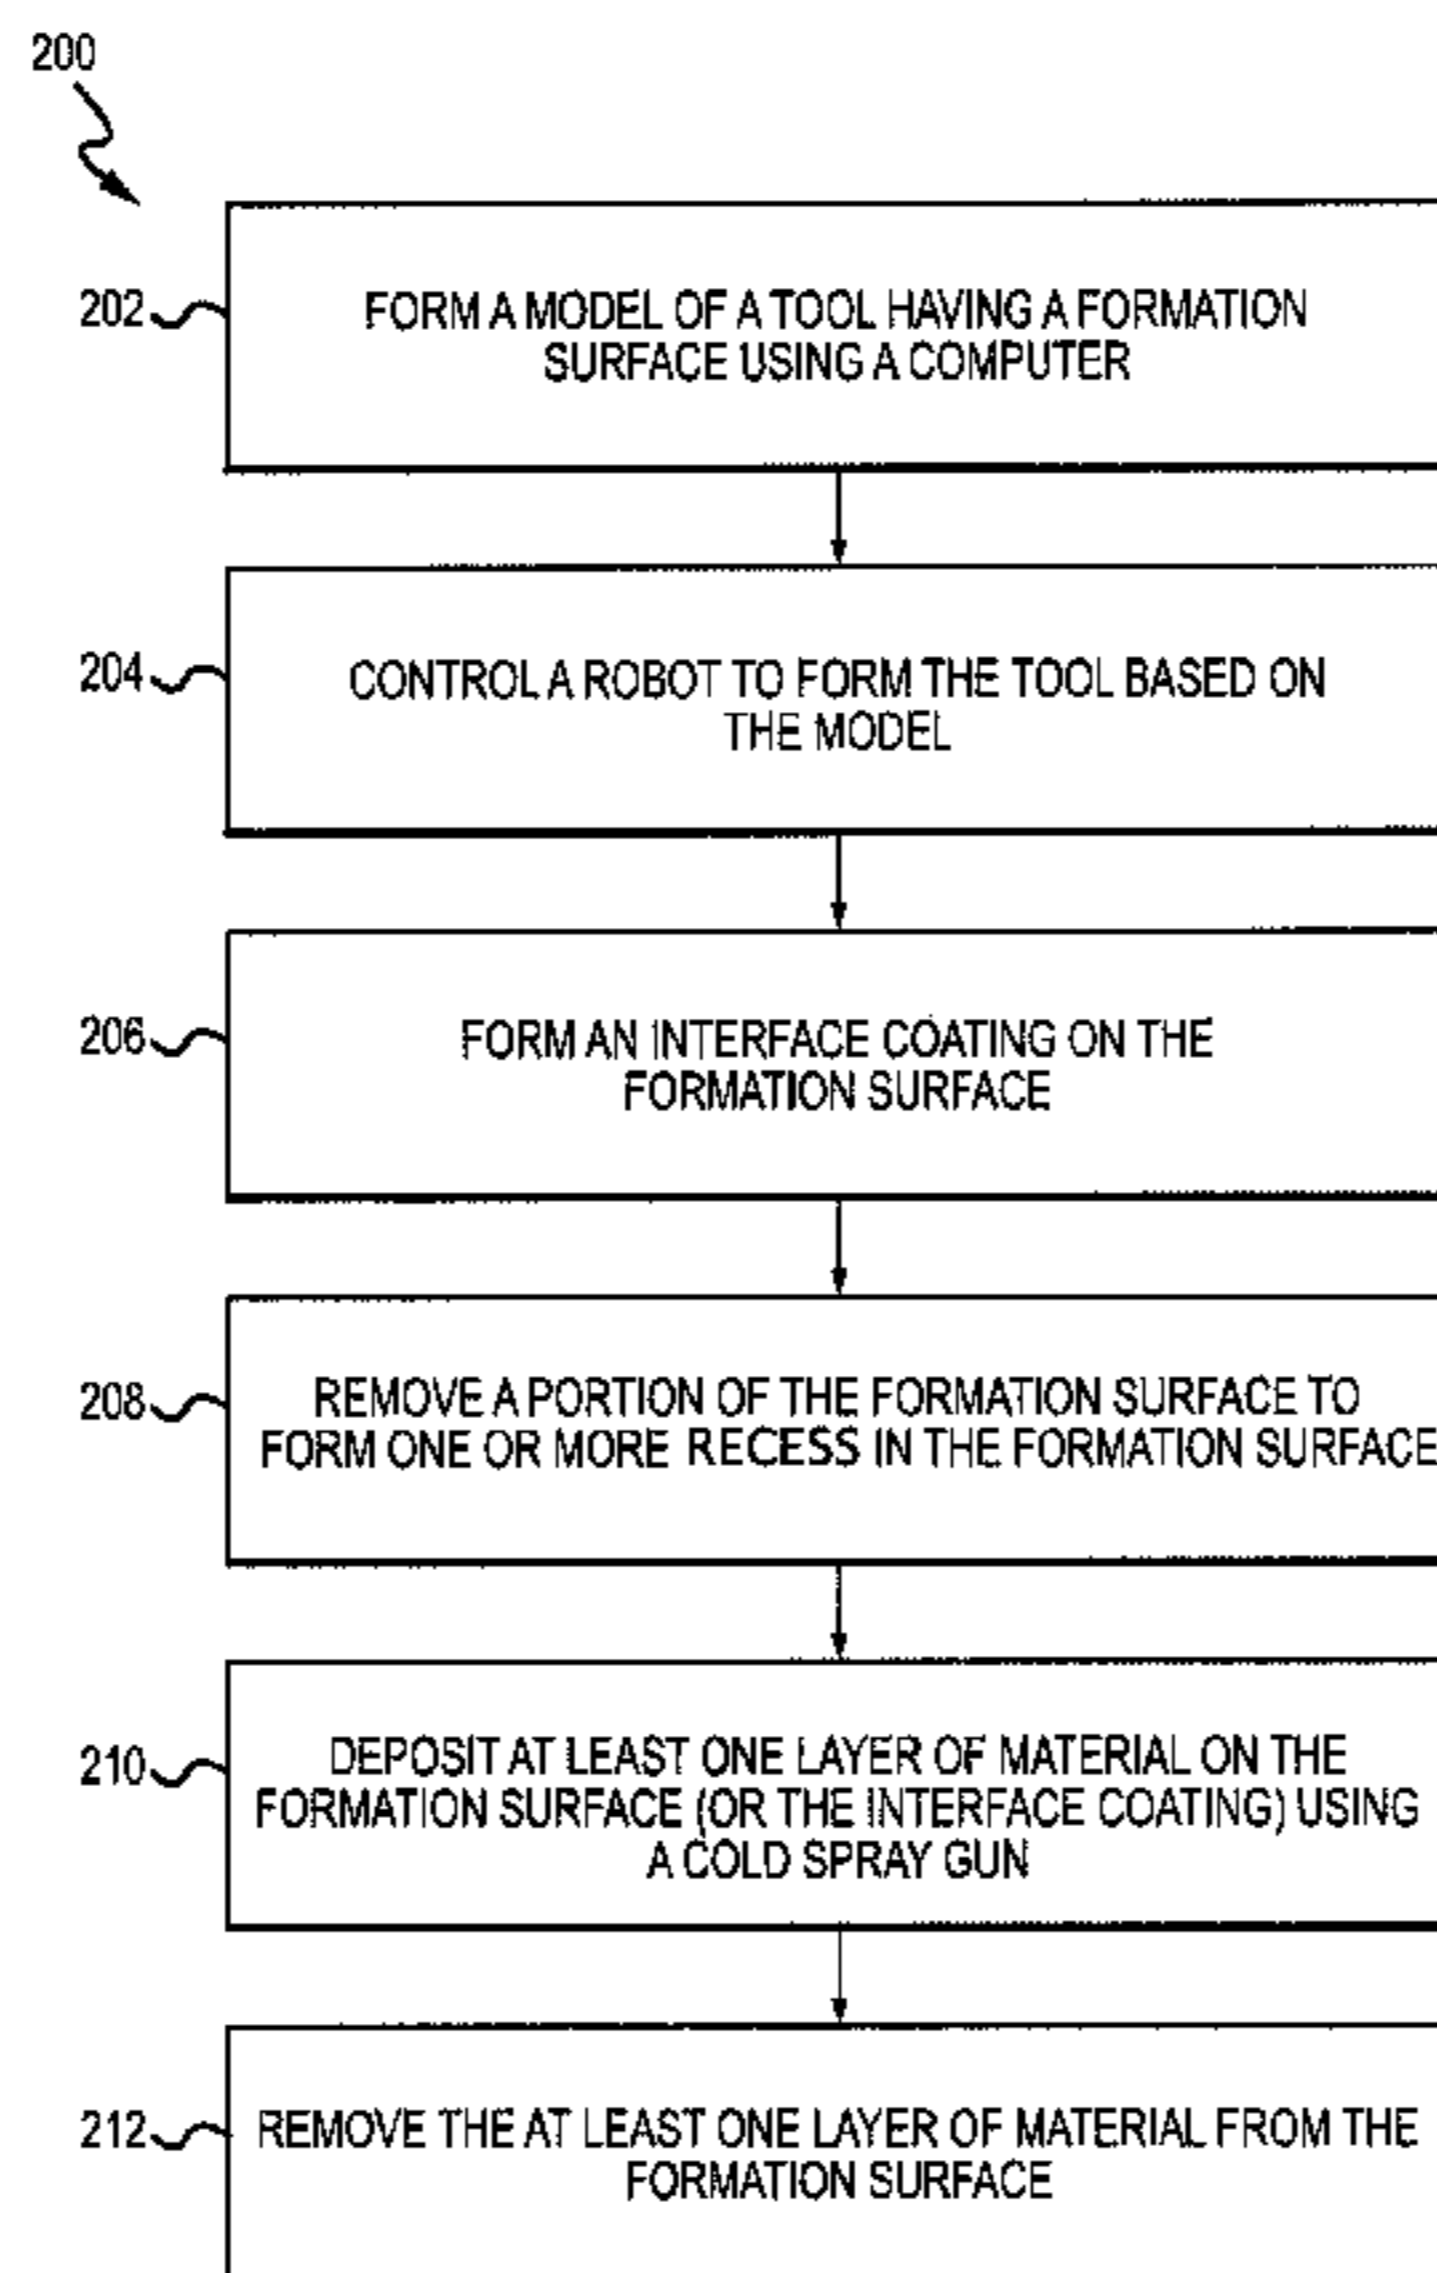 200
202
FORM A MODEL OF A TOOL HAVING A FORMATION
SURFACE USING A COMPUTER
204
CONTROL A ROBOT TO FORM THE TOOL BASED ON
THE MODEL
206
FORM AN INTERFACE COATING ON THE
FORMATION SURFACE
208
REMOVE A PORTION OF THE FORMATION SURFACE TO
FORM ONE OR MORE RECESS IN THE FORMATION SURFACE
210
DEPOSIT AT LEAST ONE LAYER OF MATERIAL ON THE
FORMATION SURFACE (OR THE INTERFACE COATING) USING
A COLD SPRAY GUN
212
REMOVE THE AT LEAST ONE LAYER OF MATERIAL FROM THE
FORMATION SURFACE